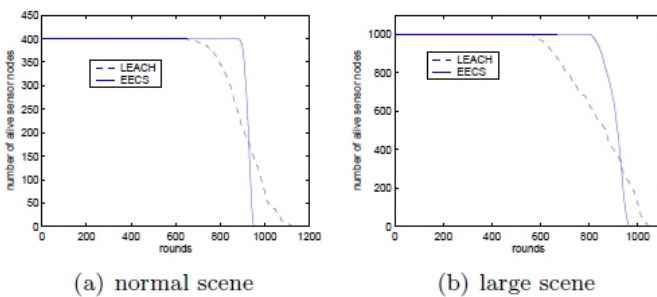 450
400
350
300
250
200
150
100
50
0
number of alive sensor nodes
LEACH
EECS
0 200 400 600 800 1000 1200
rounds
(a) normal scene
1000
800
600
400
200
0
number of alive sensor nodes
LEACH
EECS
0 200 400 600 800 1000
rounds
(b) large scene